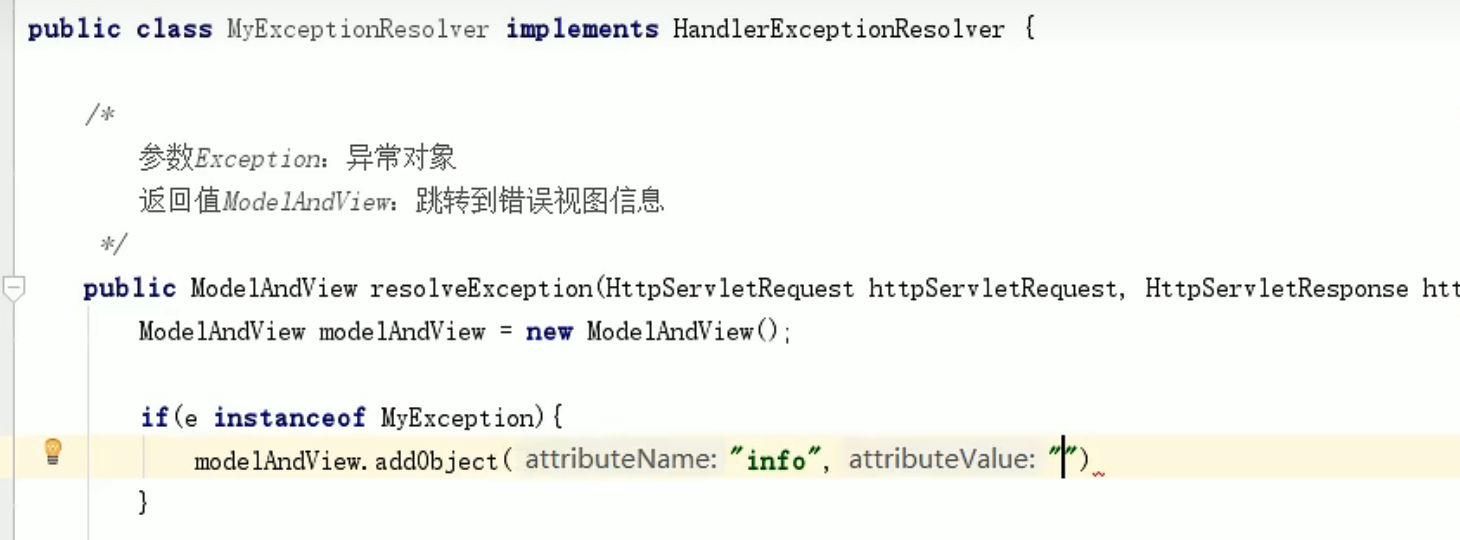 public class MyExceptionResolver implements HandlerExceptionResolver {
/*
参数Exception：异常对象
返回值ModelAndView：跳转到错误视图信息
*/
public ModelAndView resolveException(HttpServletRequest httpServletRequest, HttpServletResponse htt
ModelAndView modelAndView = new ModelAndView();
if(e instanceof MyException){
modelAndView.addObject( attributeName: "info", attributeValue: "")
}